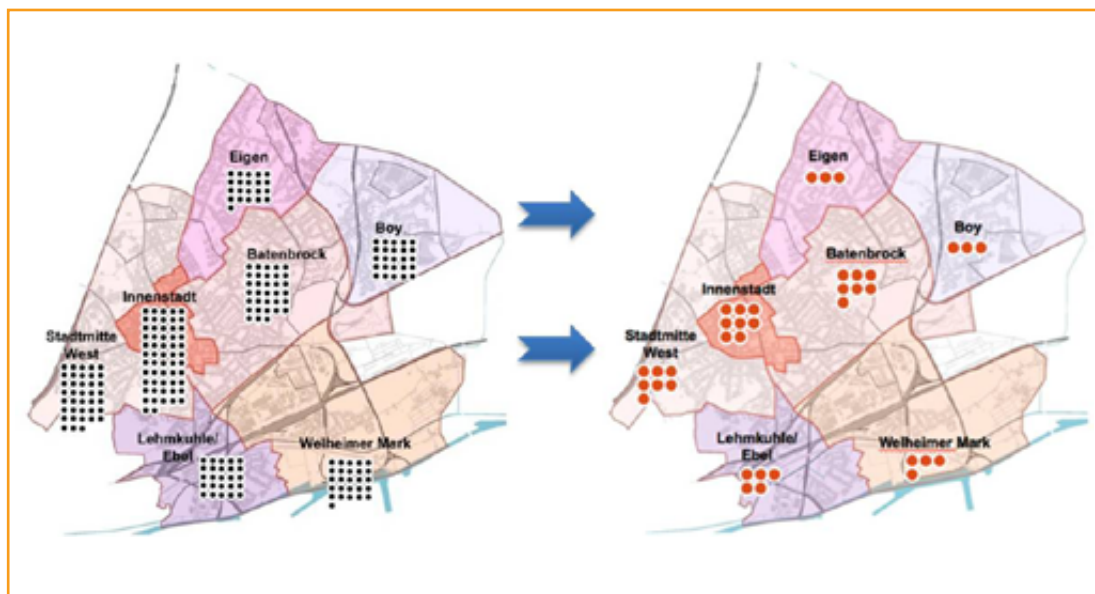 Eigen
Boy
Batenbrock
Innenstadt
Stadtmitte
West
Lehmkuhle/
Ebel
Welheimer Mark
Eigen
Boy
Batenbrock
Innenstadt
Stadtmitte
West
Lehmkuhle/
Ebel
Welheimer Mark